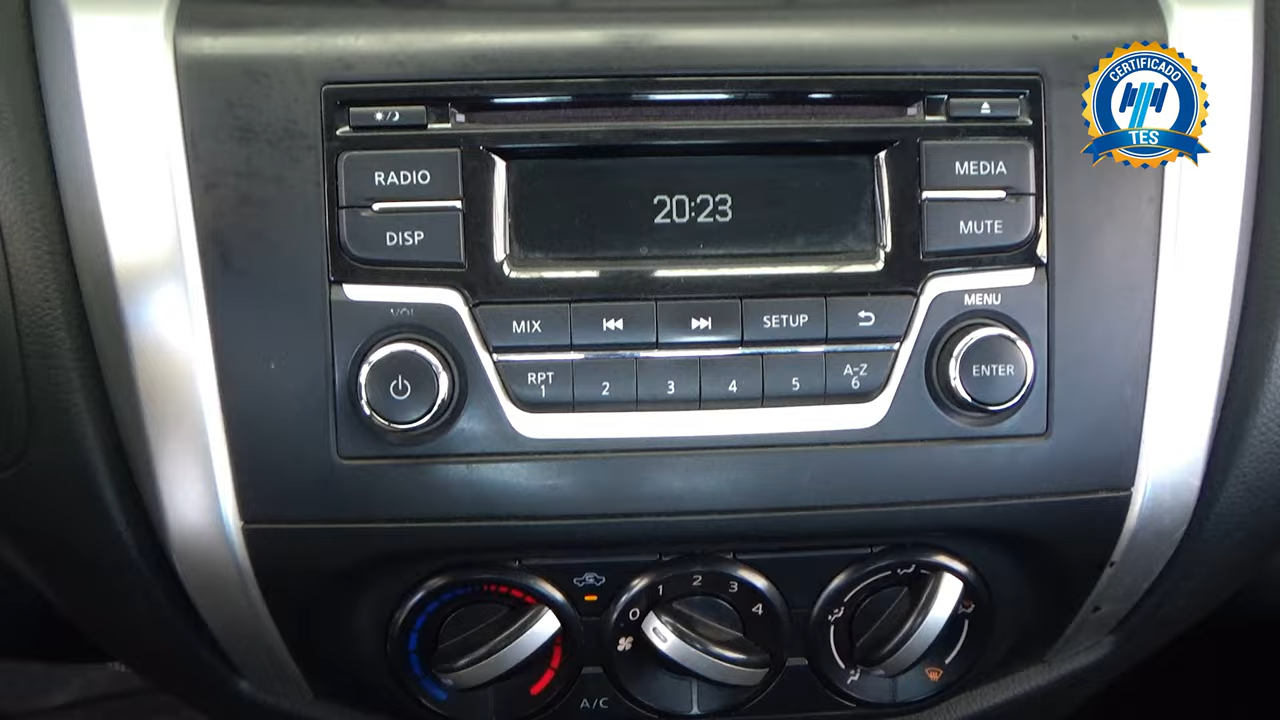 CERTIFICADO
TES
RADIO
MEDIA
20:23
DISP
MUTE
VOL
MENU
MIX
SETUP
RPT
1
2
3
4
5
A-Z
6
ENTER
0
1
2
3
4
A/C